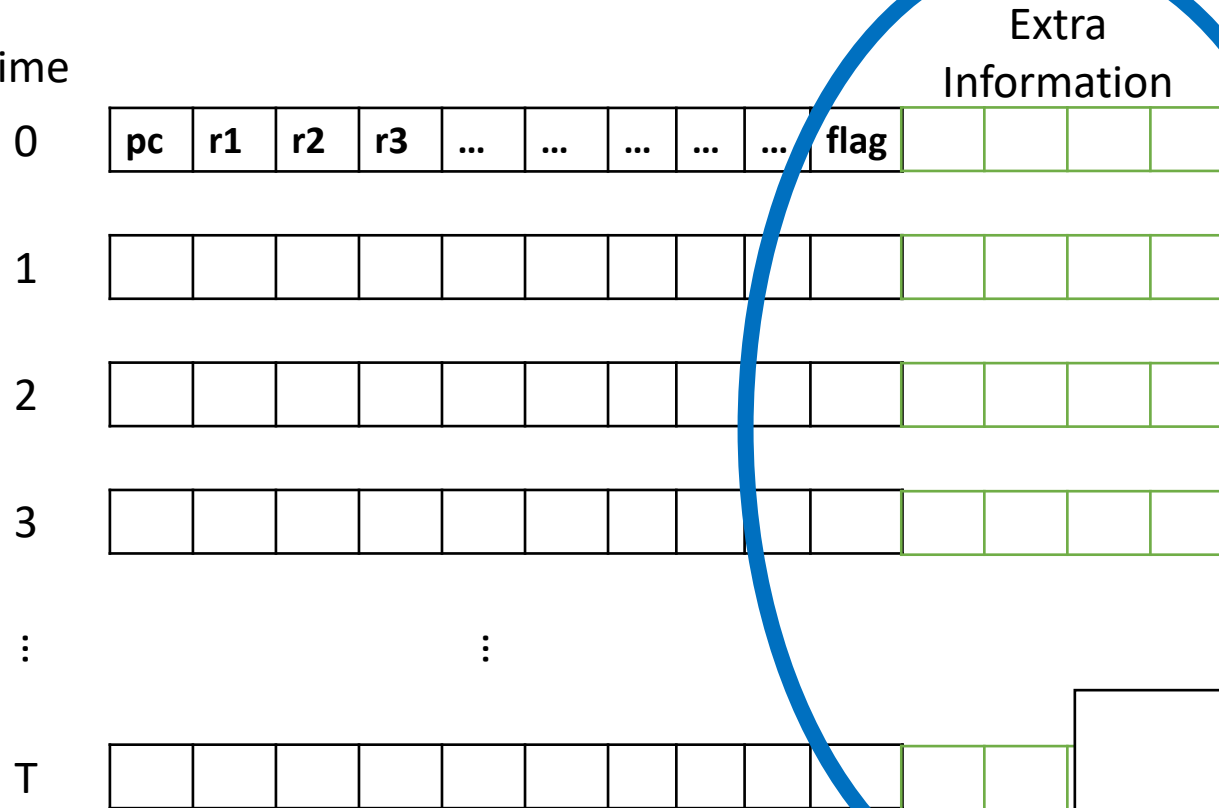 Extra
Information
ime
0 pc r1 r2 r3 ... ... ... ... ... flag
1
2
3
⋮ ⋮
T